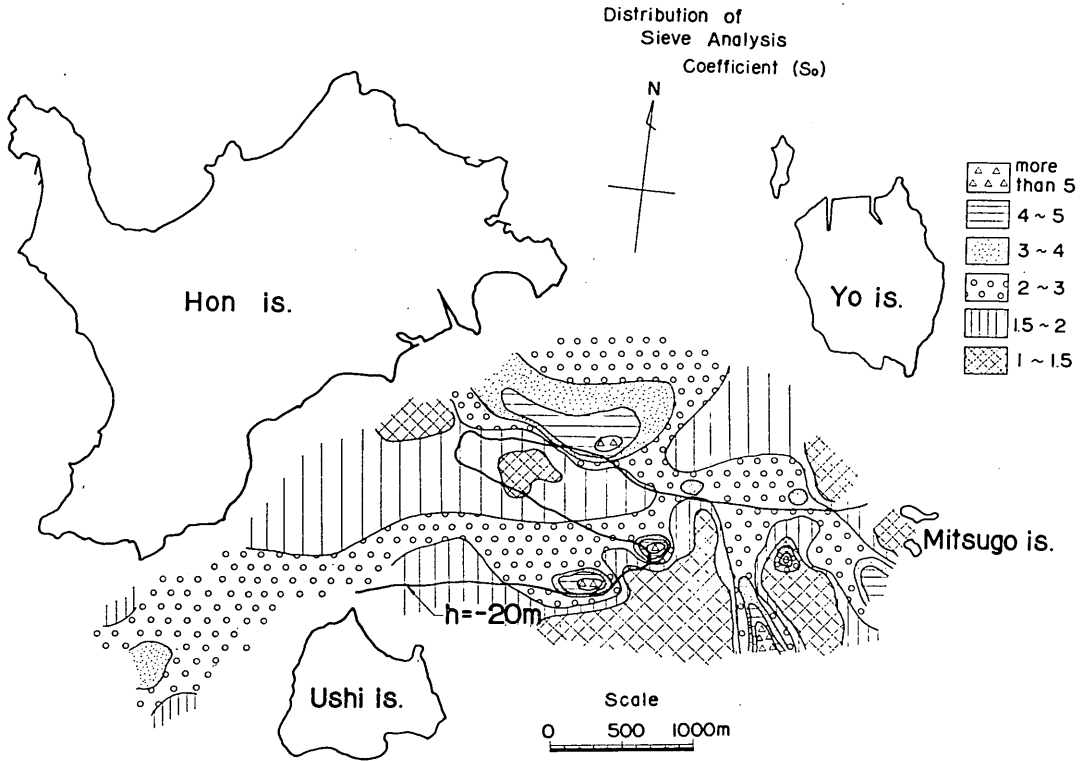 Distribution of
Sieve Analysis
Coefficient (So)
N
more
than 5
4 ~ 5
3 ~ 4
2 ~ 3
1.5 ~ 2
1 ~ 1.5
Hon is.
Yo is.
Mitsugo is.
h=-20m
Ushi is.
Scale
0 500 1000m